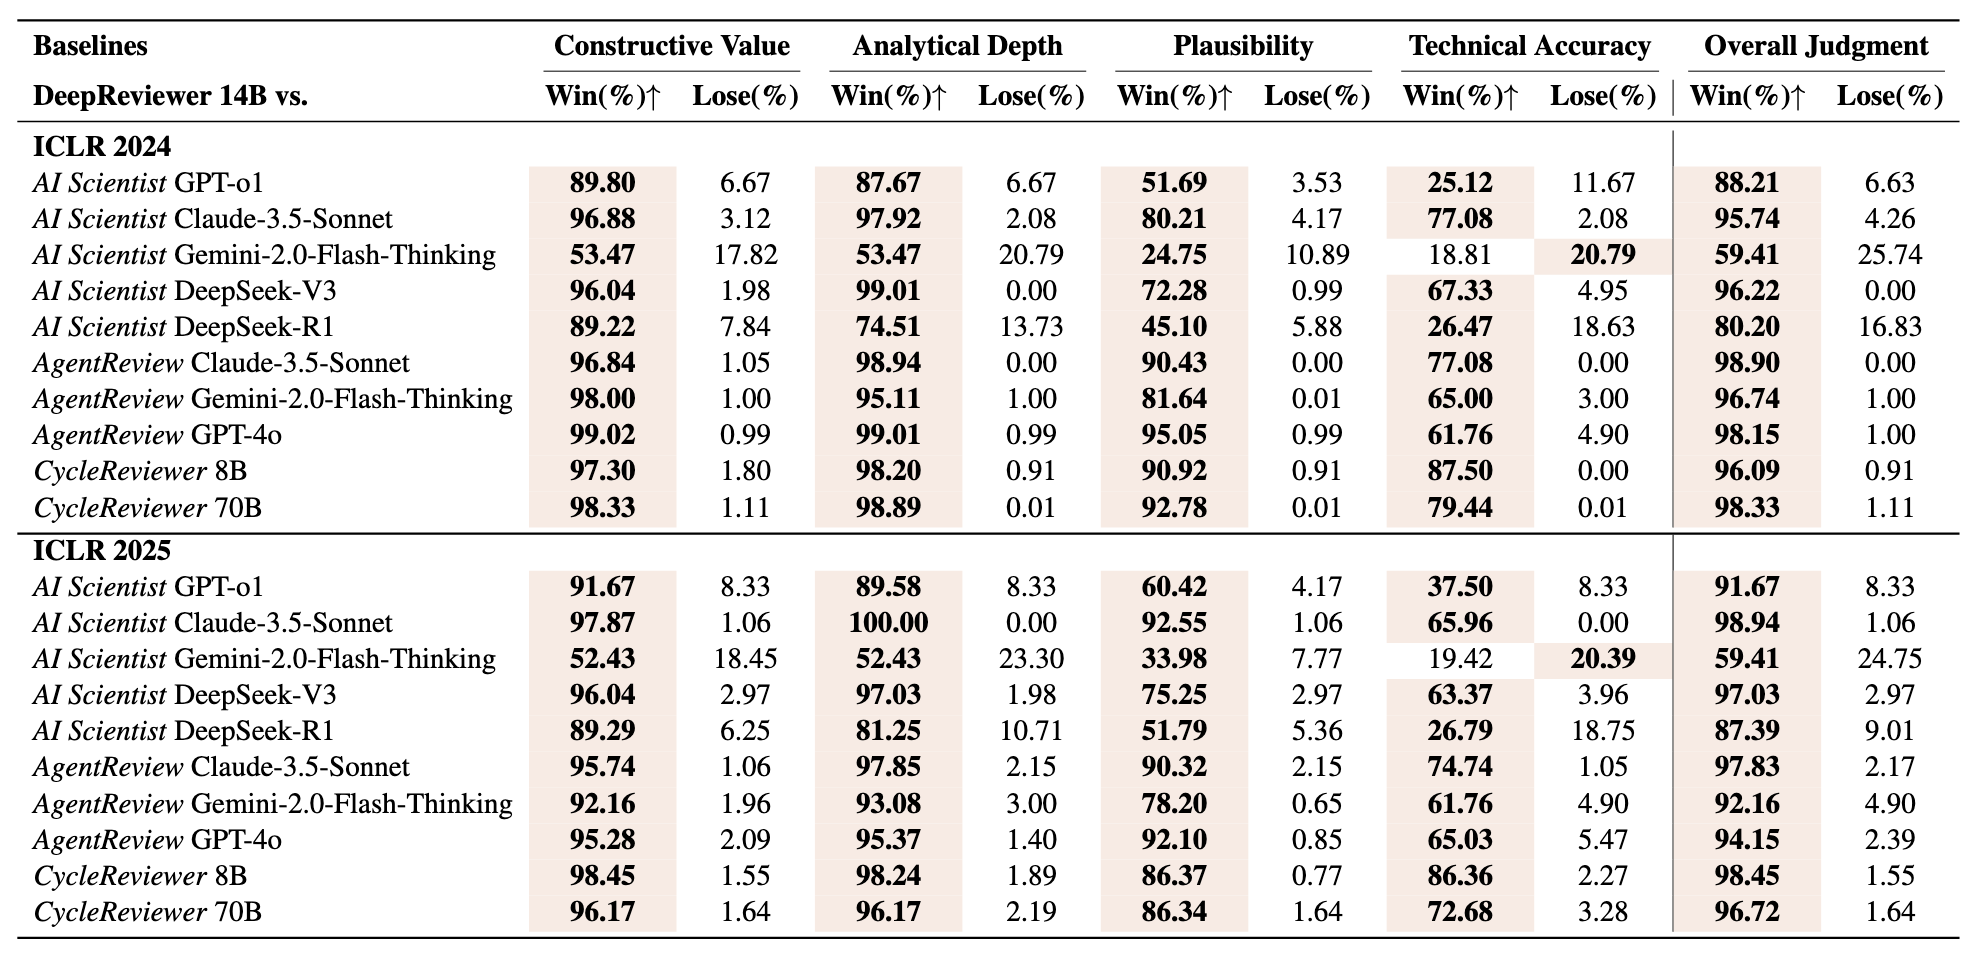 Baselines Constructive Value Analytical Depth Plausibility Technical Accuracy Overall Judgment
DeepReviewer 14B vs. Win(%)↑ Lose(%) Win(%)↑ Lose(%) Win(%)↑ Lose(%) Win(%)↑ Lose(%) Win(%)↑ Lose(%)
ICLR 2024
AI Scientist GPT-o1 89.80 6.67 87.67 6.67 51.69 3.53 25.12 11.67 88.21 6.63
AI Scientist Claude-3.5-Sonnet 96.88 3.12 97.92 2.08 80.21 4.17 77.08 2.08 95.74 4.26
AI Scientist Gemini-2.0-Flash-Thinking 53.47 17.82 53.47 20.79 24.75 10.89 18.81 20.79 59.41 25.74
AI Scientist DeepSeek-V3 96.04 1.98 99.01 0.00 72.28 0.99 67.33 4.95 96.22 0.00
AI Scientist DeepSeek-R1 89.22 7.84 74.51 13.73 45.10 5.88 26.47 18.63 80.20 16.83
AgentReview Claude-3.5-Sonnet 96.84 1.05 98.94 0.00 90.43 0.00 77.08 0.00 98.90 0.00
AgentReview Gemini-2.0-Flash-Thinking 98.00 1.00 95.11 1.00 81.64 0.01 65.00 3.00 96.74 1.00
AgentReview GPT-4o 99.02 0.99 99.01 0.99 95.05 0.99 61.76 4.90 98.15 1.00
CycleReviewer 8B 97.30 1.80 98.20 0.91 90.92 0.91 87.50 0.00 96.09 0.91
CycleReviewer 70B 98.33 1.11 98.89 0.01 92.78 0.01 79.44 0.01 98.33 1.11
ICLR 2025
AI Scientist GPT-o1 91.67 8.33 89.58 8.33 60.42 4.17 37.50 8.33 91.67 8.33
AI Scientist Claude-3.5-Sonnet 97.87 1.06 100.00 0.00 92.55 1.06 65.96 0.00 98.94 1.06
AI Scientist Gemini-2.0-Flash-Thinking 52.43 18.45 52.43 23.30 33.98 7.77 19.42 20.39 59.41 24.75
AI Scientist DeepSeek-V3 96.04 2.97 97.03 1.98 75.25 2.97 63.37 3.96 97.03 2.97
AI Scientist DeepSeek-R1 89.29 6.25 81.25 10.71 51.79 5.36 26.79 18.75 87.39 9.01
AgentReview Claude-3.5-Sonnet 95.74 1.06 97.85 2.15 90.32 2.15 74.74 1.05 97.83 2.17
AgentReview Gemini-2.0-Flash-Thinking 92.16 1.96 93.08 3.00 78.20 0.65 61.76 4.90 92.16 4.90
AgentReview GPT-4o 95.28 2.09 95.37 1.40 92.10 0.85 65.03 5.47 94.15 2.39
CycleReviewer 8B 98.45 1.55 98.24 1.89 86.37 0.77 86.36 2.27 98.45 1.55
CycleReviewer 70B 96.17 1.64 96.17 2.19 86.34 1.64 72.68 3.28 96.72 1.64